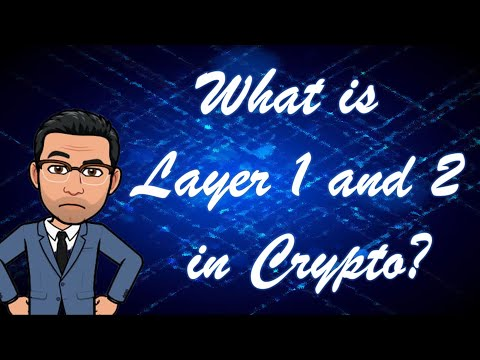 What is
Layer 1 and 2
in Crypto?